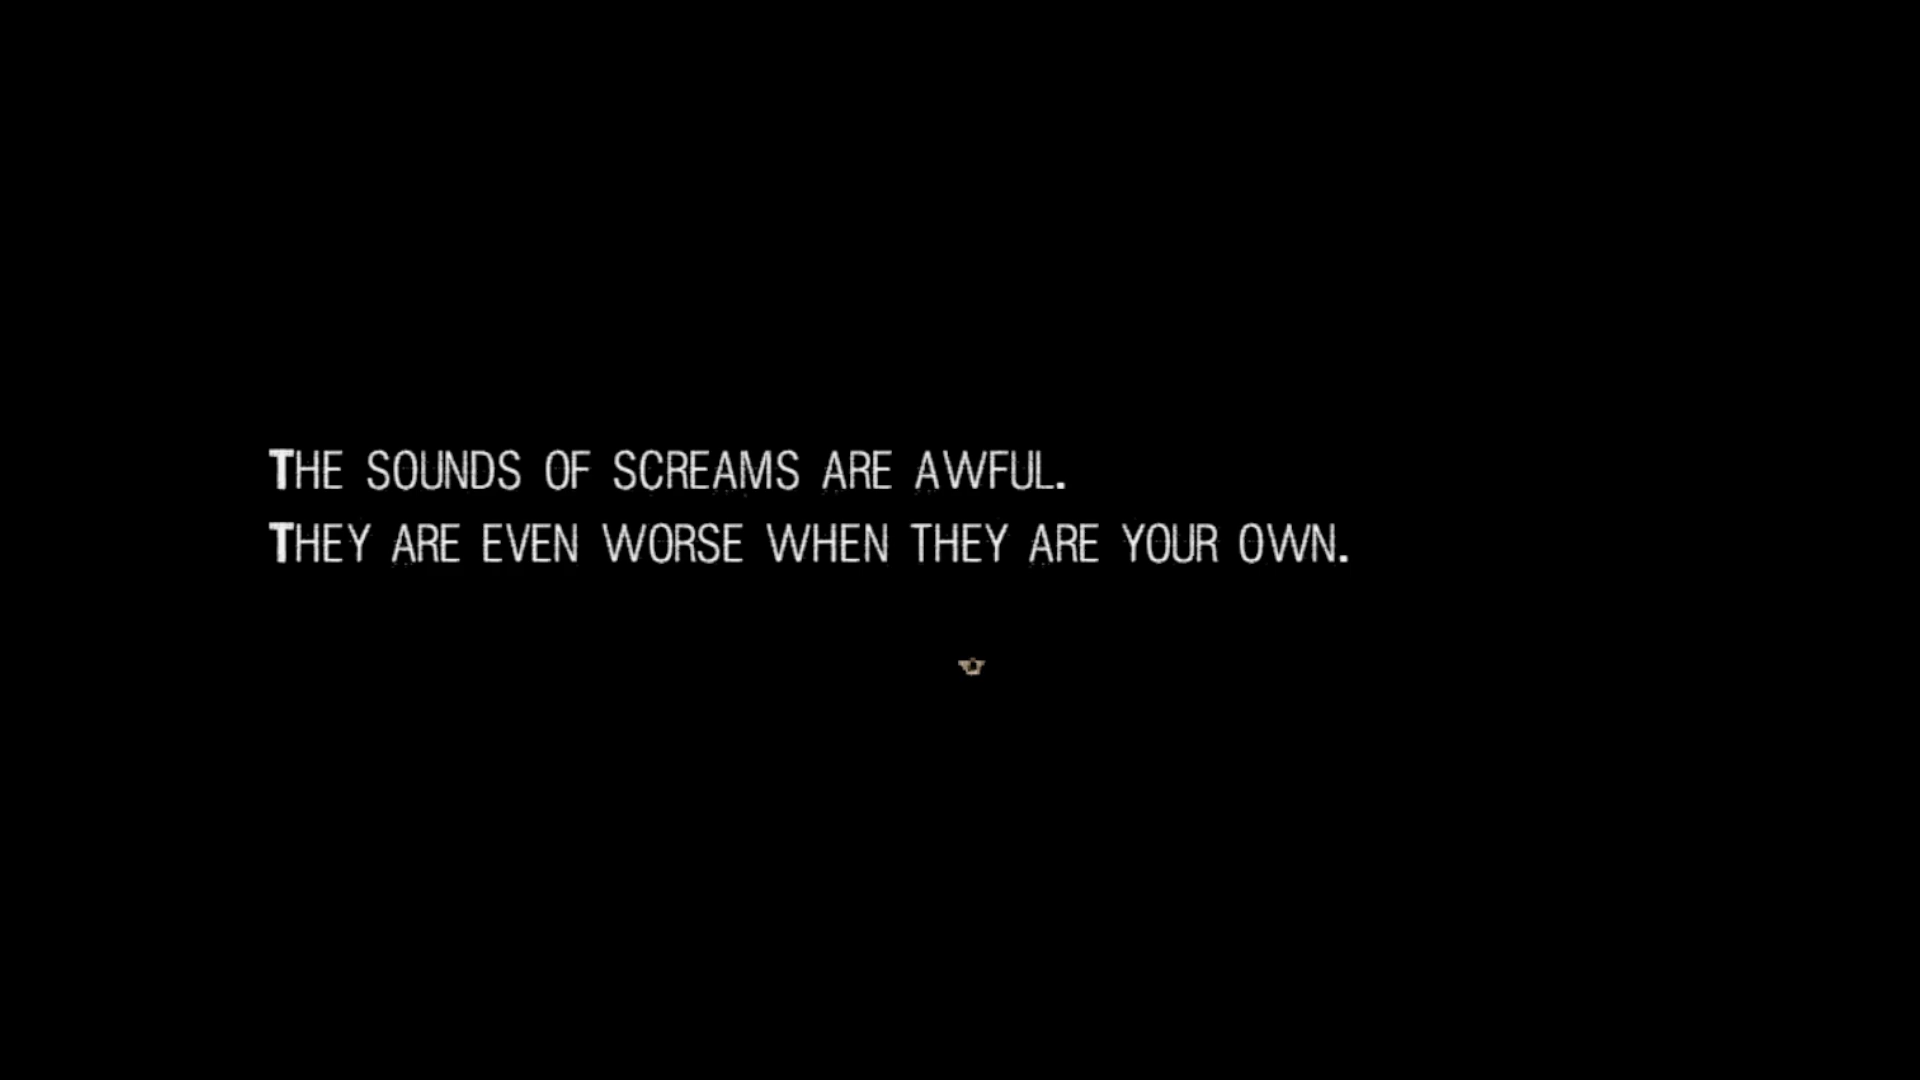 THE SOUNDS OF SCREAMS ARE AWFUL.
THEY ARE EVEN WORSE WHEN THEY ARE YOUR OWN.